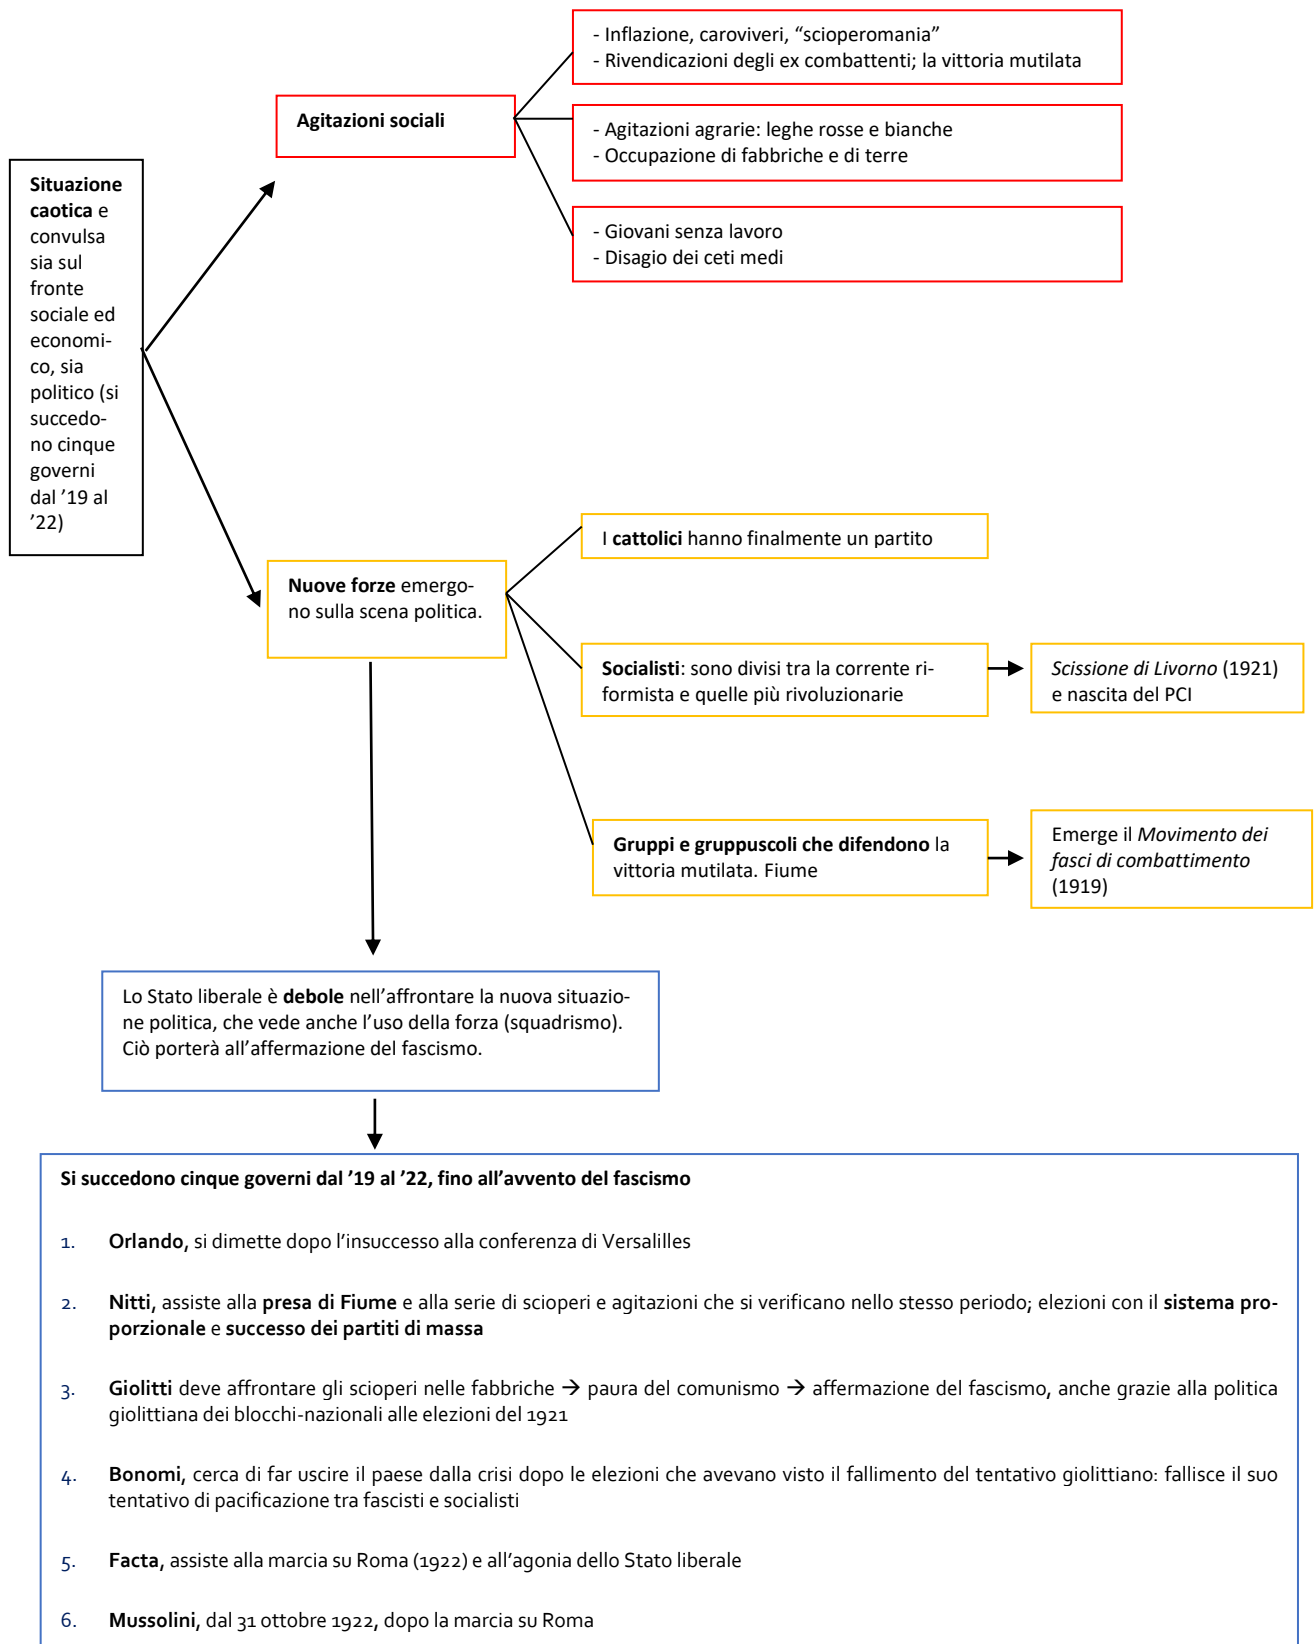 Situazione
caotica e
convulsa
sia sul
fronte
sociale ed
economi-
co, sia
politico (si
succedo-
no cinque
governi
dal ’19 al
’22)
Agitazioni sociali
- Inflazione, caroviveri, “scioperomania”
- Rivendicazioni degli ex combattenti; la vittoria mutilata
- Agitazioni agrarie: leghe rosse e bianche
- Occupazione di fabbriche e di terre
- Giovani senza lavoro
- Disagio dei ceti medi
Nuove forze emergo-
no sulla scena politica.
I cattolici hanno finalmente un partito
Socialisti: sono divisi tra la corrente ri-
formista e quelle più rivoluzionarie
Scissione di Livorno (1921)
e nascita del PCI
Gruppi e gruppuscoli che difendono la
vittoria mutilata. Fiume
Emerge il Movimento dei
fasci di combattimento
(1919)
Lo Stato liberale è debole nell’affrontare la nuova situazio-
ne politica, che vede anche l’uso della forza (squadrismo).
Ciò porterà all’affermazione del fascismo.
Si succedono cinque governi dal ’19 al ’22, fino all’avvento del fascismo
1. Orlando, si dimette dopo l’insuccesso alla conferenza di Versalilles
2. Nitti, assiste alla presa di Fiume e alla serie di scioperi e agitazioni che si verificano nello stesso periodo; elezioni con il sistema pro-
porzionale e successo dei partiti di massa
3. Giolitti deve affrontare gli scioperi nelle fabbriche → paura del comunismo → affermazione del fascismo, anche grazie alla politica
giolittiana dei blocchi-nazionali alle elezioni del 1921
4. Bonomi, cerca di far uscire il paese dalla crisi dopo le elezioni che avevano visto il fallimento del tentativo giolittiano: fallisce il suo
tentativo di pacificazione tra fascisti e socialisti
5. Facta, assiste alla marcia su Roma (1922) e all’agonia dello Stato liberale
6. Mussolini, dal 31 ottobre 1922, dopo la marcia su Roma